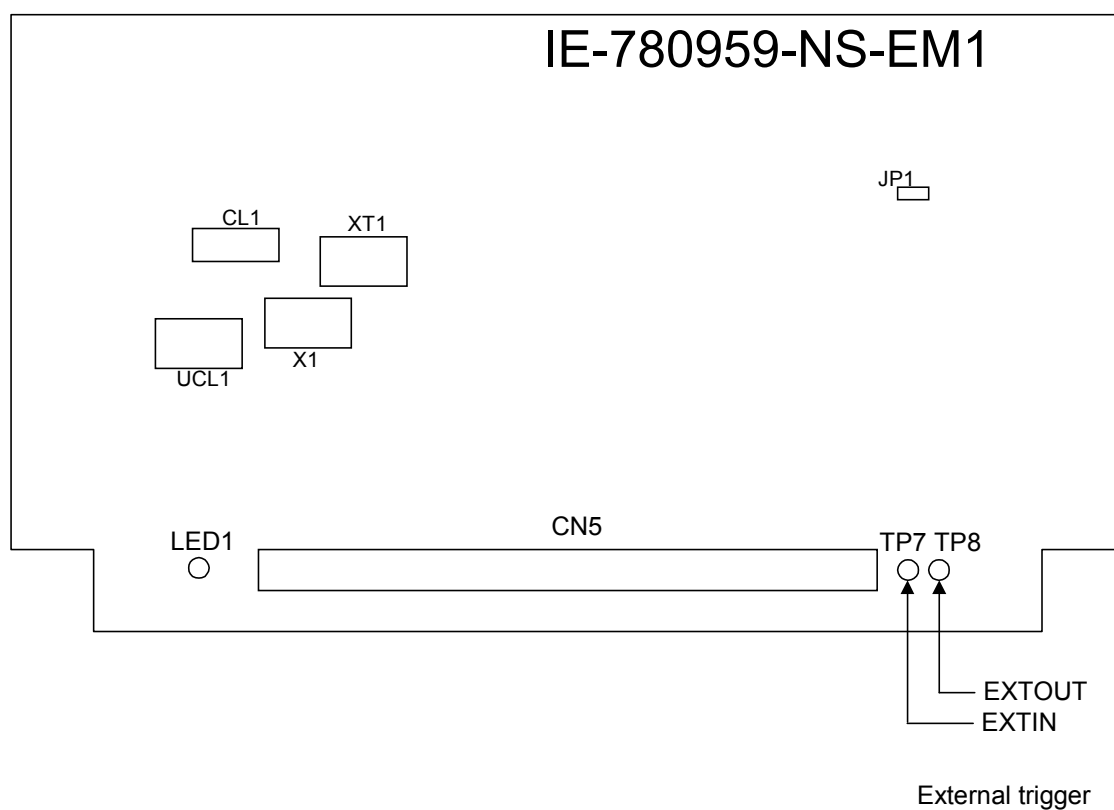 IE-780959-NS-EM1
JP1
CL1
XT1
X1
UCL1
LED1
CN5
TP7 TP8
EXTOUT
EXTIN
External trigger